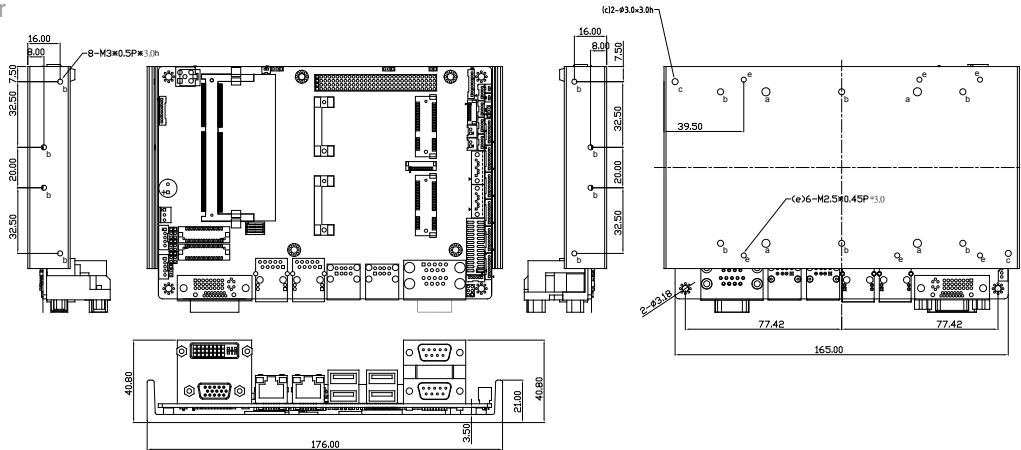 r
16.00
8.00
8-M3*0.5P*3.0h
7.50
32.50
20.00
32.50
b
b
b
b
16.00
8.00
7.50
32.50
20.00
32.50
b
b
b
b
(c)2-Ø3.0×3.0h
c
e
e
e
b
a
b
a
b
39.50
(e)6-M2.5*0.45P*3.0
b
a
b
a
b
e
e
e
c
2-Ø3.18
77.42
77.42
165.00
40.80
40.80
21.00
3.50
176.00